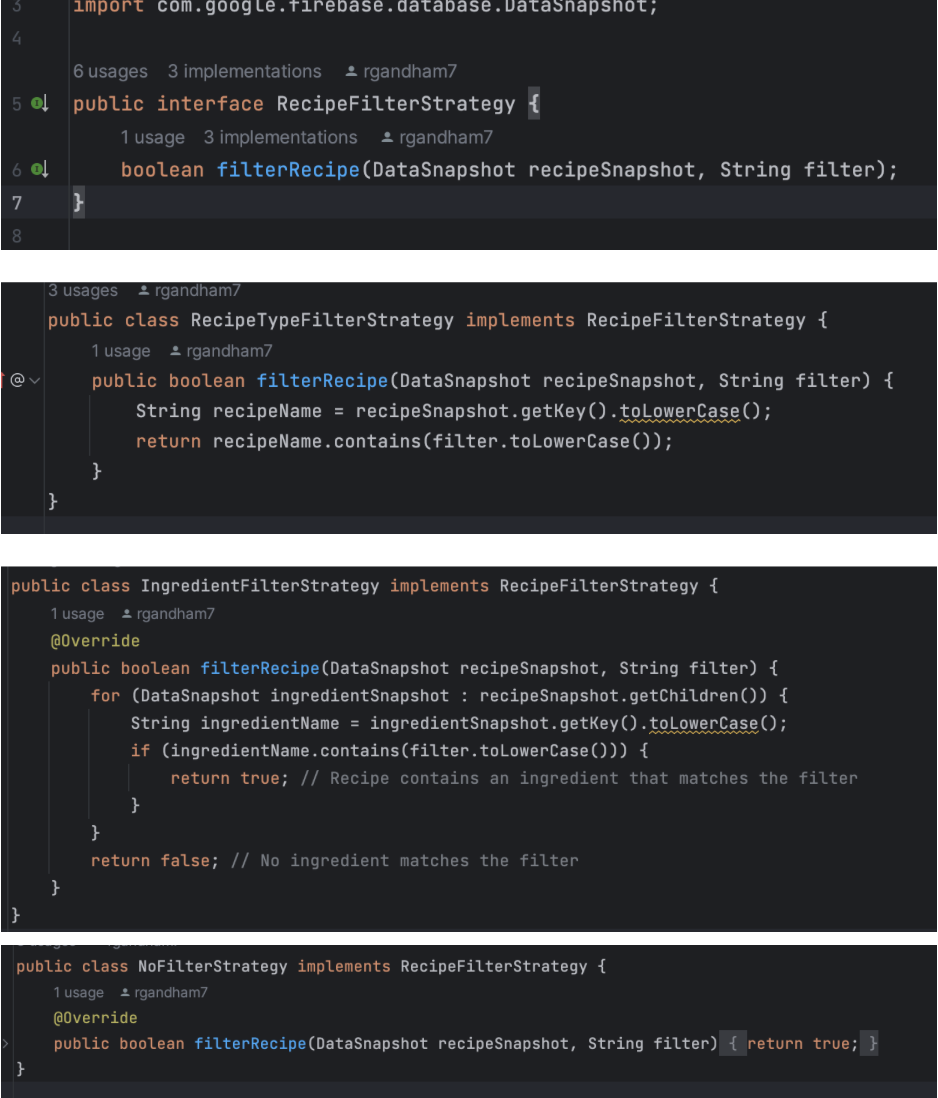 3 import com.google.firebase.database.DataSnapshot;
4
6 usages 3 implementations rgandham7
5 public interface RecipeFilterStrategy {
1 usage 3 implementations rgandham7
6 boolean filterRecipe(DataSnapshot recipeSnapshot, String filter);
7 }
8
3 usages rgandham7
public class RecipeTypeFilterStrategy implements RecipeFilterStrategy {
1 usage rgandham7
@ public boolean filterRecipe(DataSnapshot recipeSnapshot, String filter) {
String recipeName = recipeSnapshot.getKey().toLowerCase();
return recipeName.contains(filter.toLowerCase());
}
}
public class IngredientFilterStrategy implements RecipeFilterStrategy {
1 usage rgandham7
@Override
public boolean filterRecipe(DataSnapshot recipeSnapshot, String filter) {
for (DataSnapshot ingredientSnapshot : recipeSnapshot.getChildren()) {
String ingredientName = ingredientSnapshot.getKey().toLowerCase();
if (ingredientName.contains(filter.toLowerCase())) {
return true; // Recipe contains an ingredient that matches the filter
}
}
return false; // No ingredient matches the filter
}
}
public class NoFilterStrategy implements RecipeFilterStrategy {
1 usage rgandham7
@Override
public boolean filterRecipe(DataSnapshot recipeSnapshot, String filter) { return true; }
}